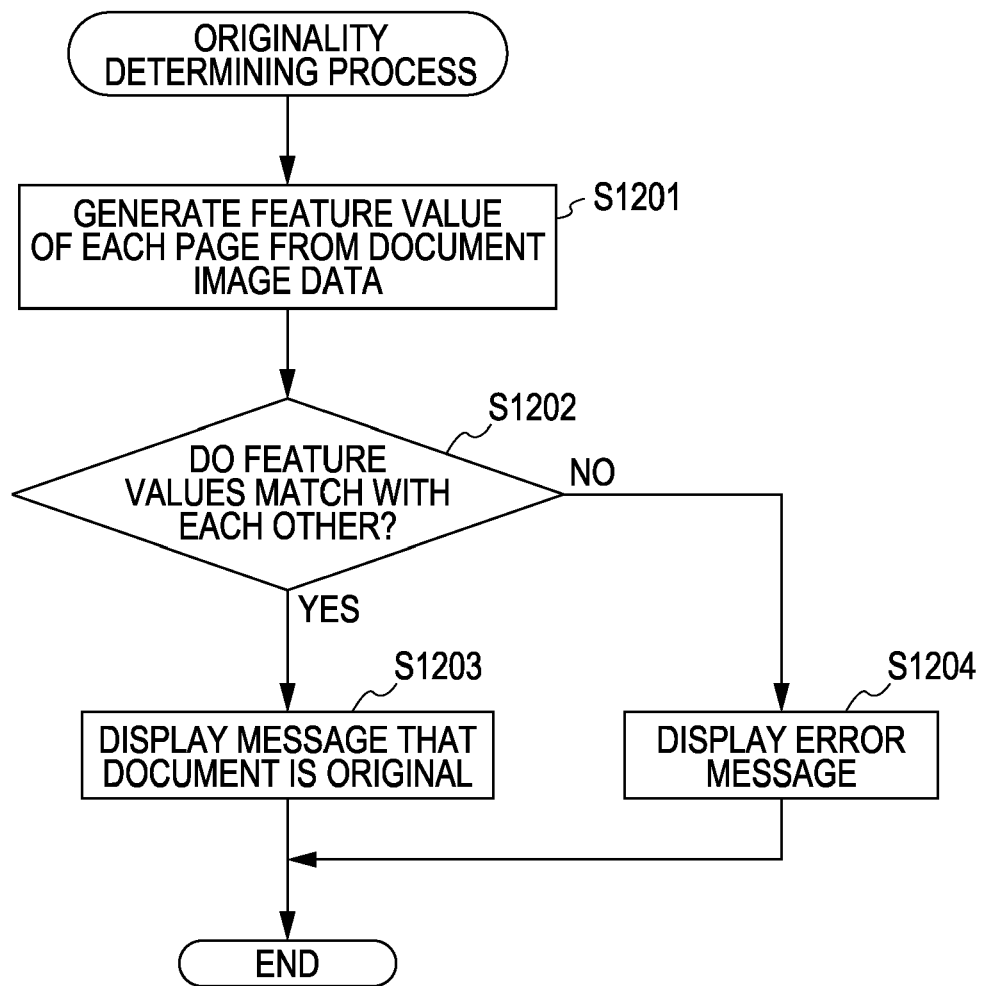 ORIGINALITY
DETERMINING PROCESS
S1201
GENERATE FEATURE VALUE
OF EACH PAGE FROM DOCUMENT
IMAGE DATA
S1202
DO FEATURE
VALUES MATCH WITH
EACH OTHER?
NO
YES
S1203
DISPLAY MESSAGE THAT
DOCUMENT IS ORIGINAL
S1204
DISPLAY ERROR
MESSAGE
END